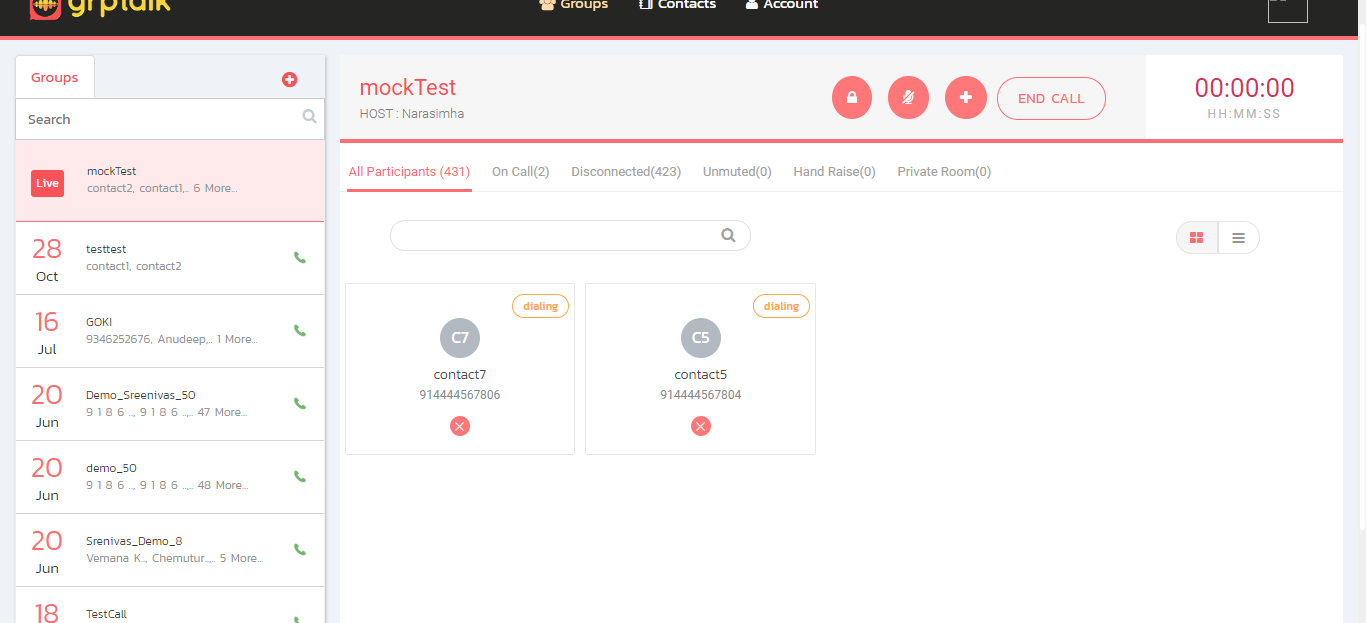 grptalk
Groups Contacts Account
Groups
Search
Live
mockTest
contact2, contact1,.. 6 More...
28
Oct
testtest
contact1, contact2
16
Jul
GOKI
9346252676, Anudeep,.. 1 More...
20
Jun
Demo_Sreenivas_50
9 1 8 6 .., 9 1 8 6 ..,.. 47 More...
20
Jun
demo_50
9 1 8 6 .., 9 1 8 6 ..,.. 48 More...
20
Jun
Srenivas_Demo_8
Vemana K.., Chemutur..,.. 5 More...
18
TestCall
mockTest
HOST : Narasimha
END CALL
00:00:00
HH:MM:SS
All Participants (431) On Call(2) Disconnected(423) Unmuted(0) Hand Raise(0) Private Room(0)
dialing
C7
contact7
914444567806
dialing
C5
contact5
914444567804